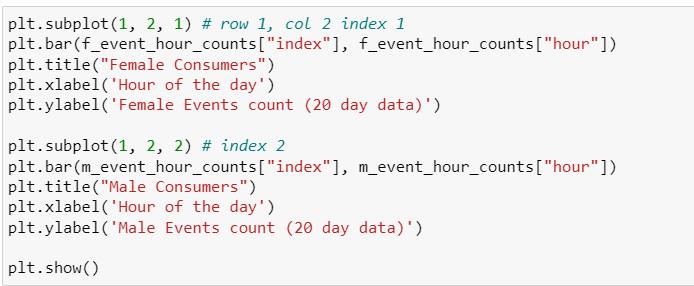 plt.subplot(1, 2, 1) # row 1, col 2 index 1
plt.bar(f_event_hour_counts["index"], f_event_hour_counts["hour"])
plt.title("Female Consumers")
plt.xlabel('Hour of the day')
plt.ylabel('Female Events count (20 day data)')

plt.subplot(1, 2, 2) # index 2
plt.bar(m_event_hour_counts["index"], m_event_hour_counts["hour"])
plt.title("Male Consumers")
plt.xlabel('Hour of the day')
plt.ylabel('Male Events count (20 day data)')

plt.show()